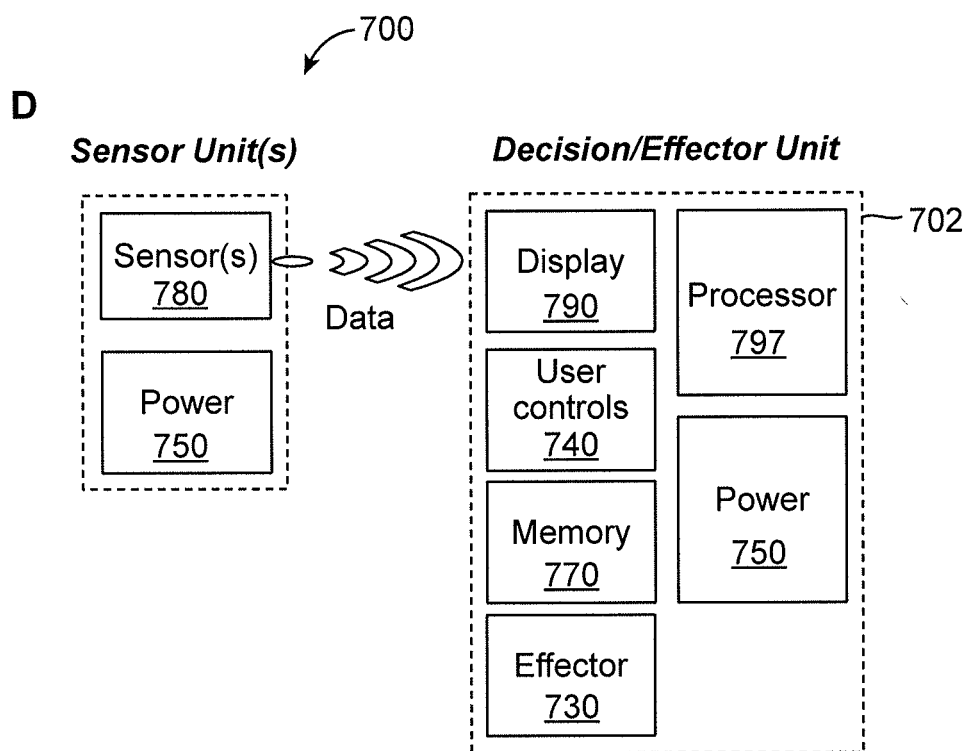 700
D
Sensor Unit(s)
Decision/Effector Unit
702
Sensor(s)
780
Data
Power
750
Display
790
User
controls
740
Memory
770
Effector
730
Processor
797
Power
750